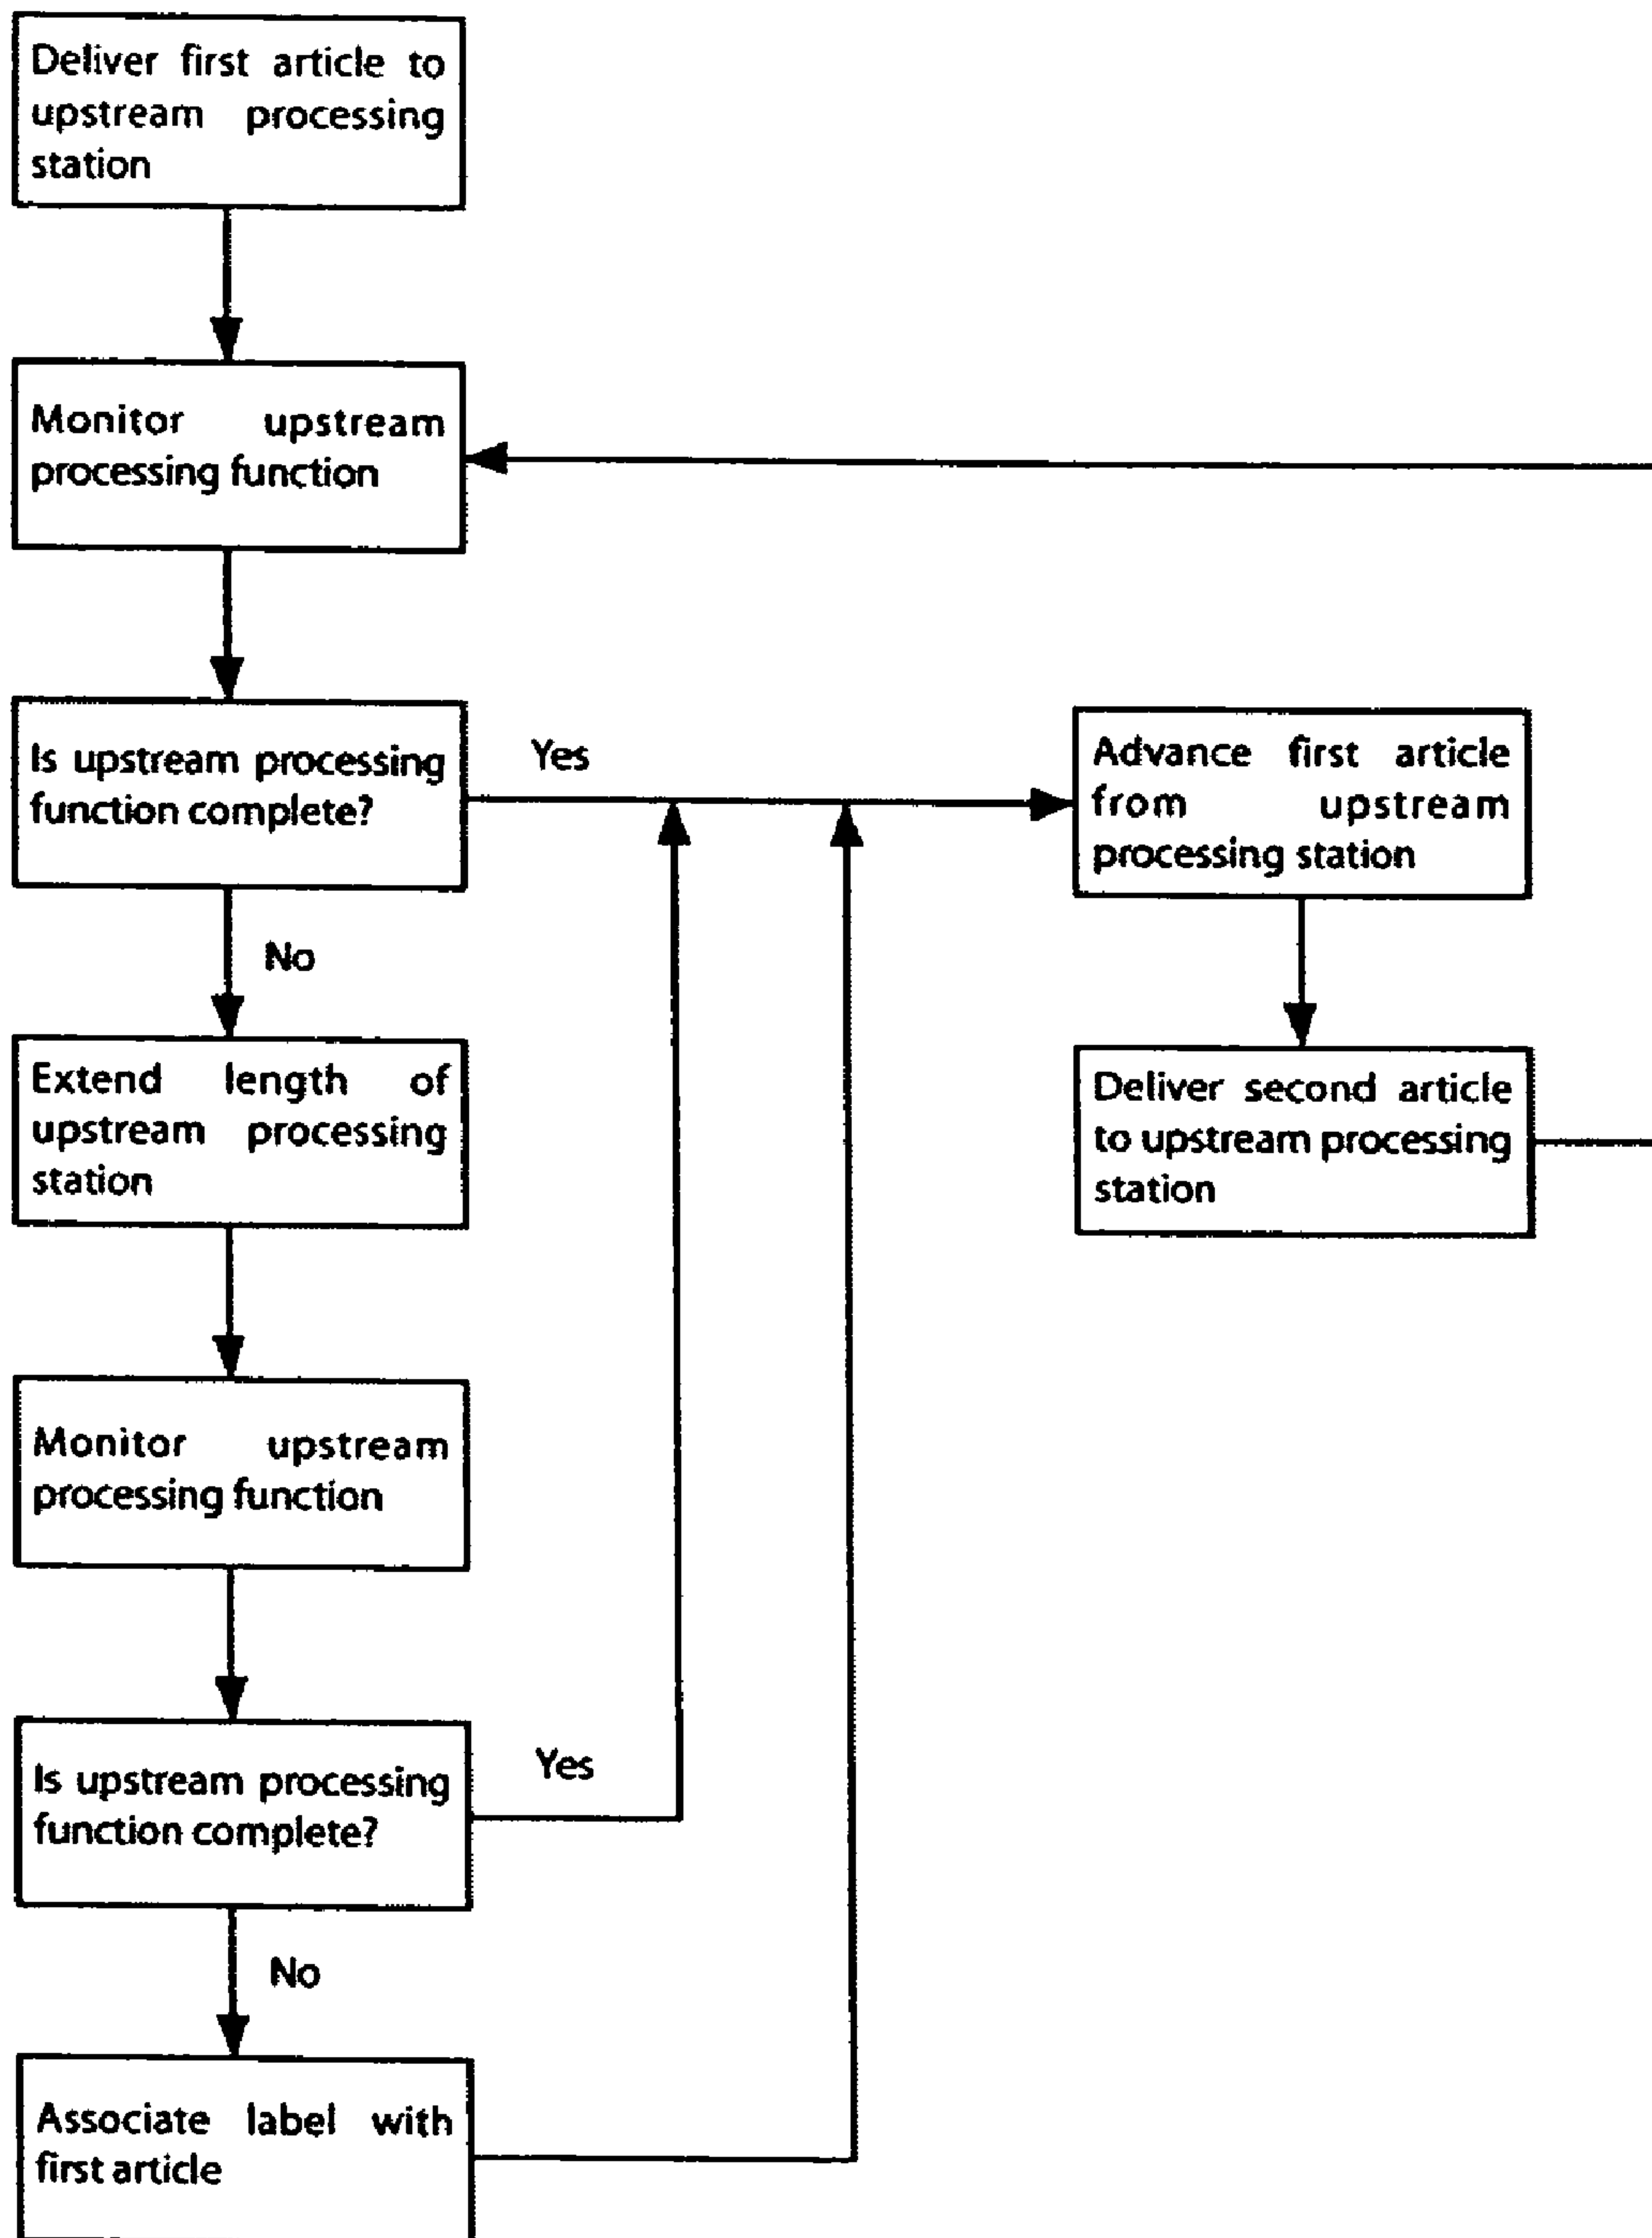 Deliver first article to
upstream processing
station
Monitor upstream
processing function
Is upstream processing
function complete?
Yes
Advance first article
from upstream
processing station
No
Deliver second article
to upstream processing
station
Extend length of
upstream processing
station
Monitor upstream
processing function
Is upstream processing
function complete?
Yes
No
Associate label with
first article